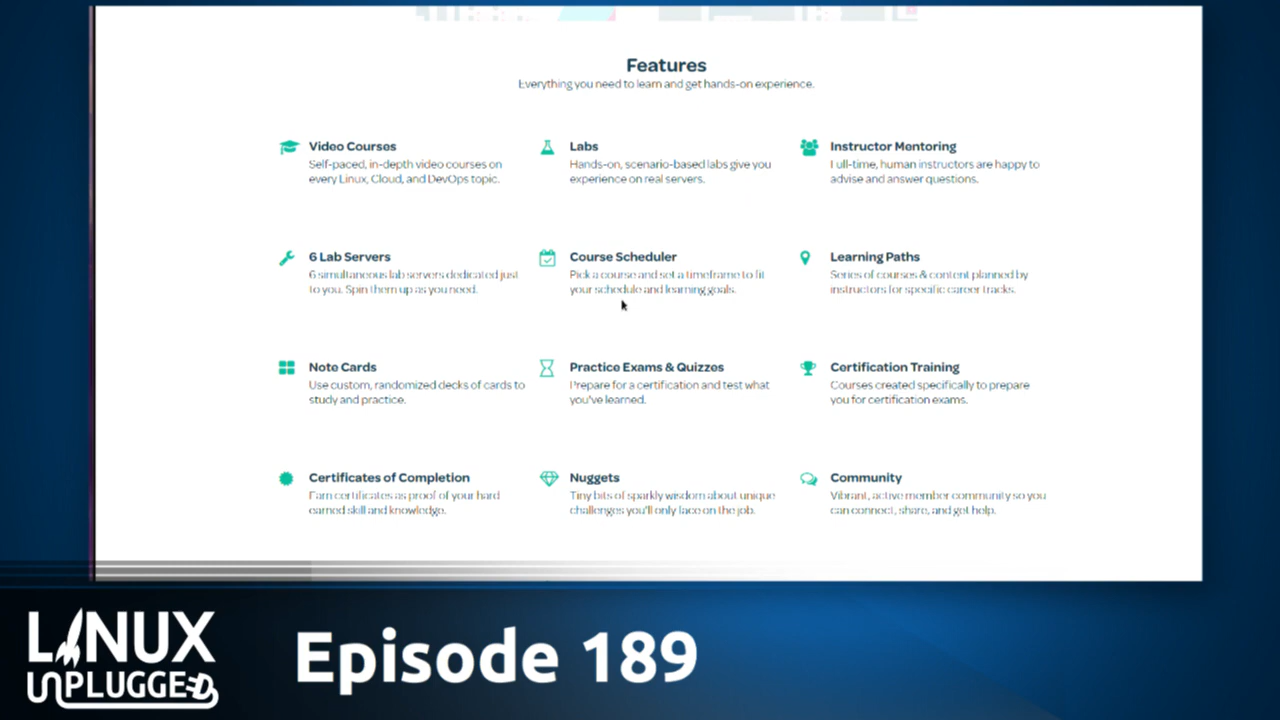 Features
Everything you need to learn and get hands-on experience.
Video Courses
Self-paced, in-depth video courses on
every Linux, Cloud, and DevOps topic.
Labs
Hands-on, scenario-based labs give you
experience on real servers.
Instructor Mentoring
Full-time, human instructors are happy to
advise and answer questions.
6 Lab Servers
6 simultaneous lab servers dedicated just
to you. Spin them up as you need.
Course Scheduler
Pick a course and set a timeframe to fit
your schedule and learning goals.
Learning Paths
Series of courses & content planned by
instructors for specific career tracks.
Note Cards
Use custom, randomized decks of cards to
study and practice.
Practice Exams & Quizzes
Prepare for a certification and test what
you've learned.
Certification Training
Courses created specifically to prepare
you for certification exams.
Certificates of Completion
Earn certificates as proof of your hard
earned skill and knowledge.
Nuggets
Tiny bits of sparkly wisdom about unique
challenges you'll only face on the job.
Community
Vibrant, active member community so you
can connect, share, and get help.
LINUX
UNPLUGGED
Episode 189